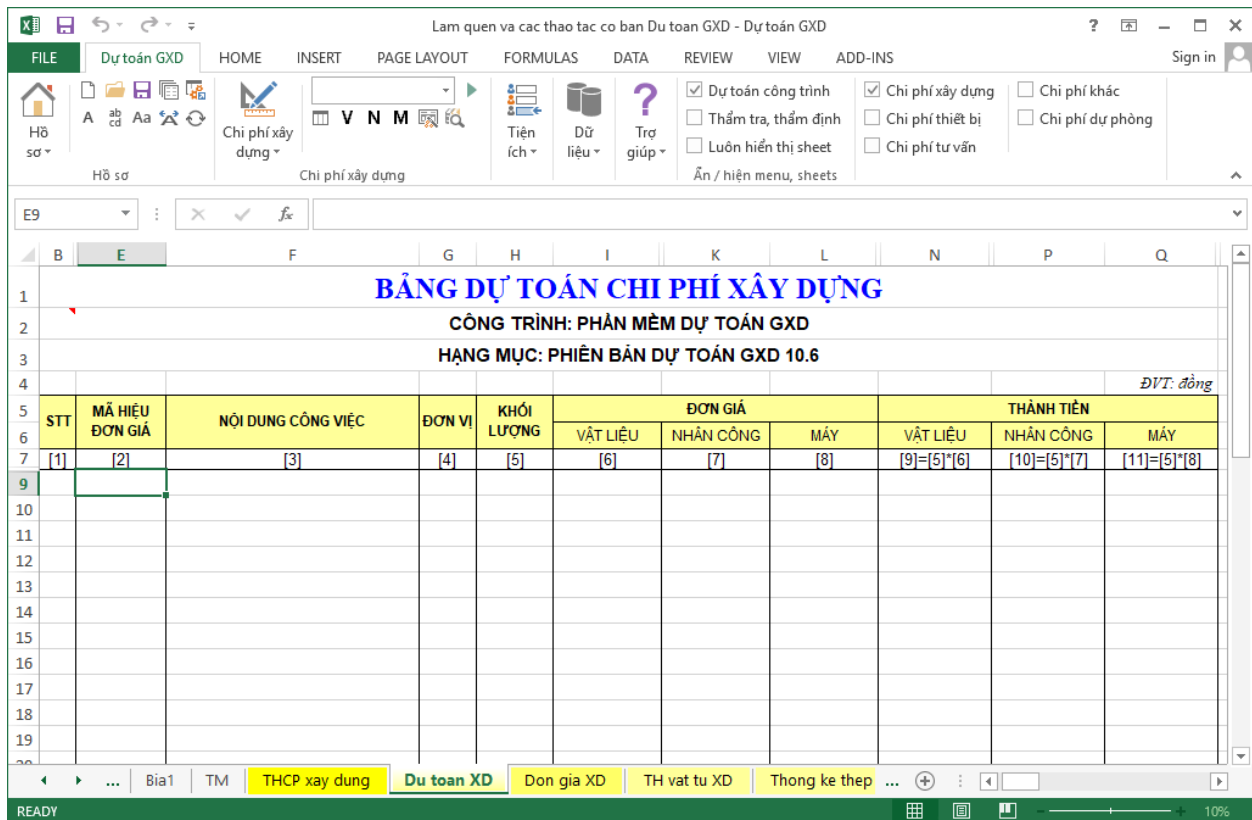 Lam quen va cac thao tac co ban Du toan GXD - Dự toán GXD
FILE Dự toán GXD HOME INSERT PAGE LAYOUT FORMULAS DATA REVIEW VIEW ADD-INS Sign in
Hồ sơ
A ab cd Aa
Hồ sơ
Chi phí xây dựng
V N M
Chi phí xây dựng
Tiện ích
Dữ liệu
Trợ giúp
Dự toán công trình
Thẩm tra, thẩm định
Luôn hiển thị sheet
Chi phí xây dựng
Chi phí thiết bị
Chi phí tư vấn
Chi phí khác
Chi phí dự phòng
Ẩn / hiện menu, sheets
E9 fx
B E F G H I K L N P Q
1 BẢNG DỰ TOÁN CHI PHÍ XÂY DỰNG
2 CÔNG TRÌNH: PHẦN MỀM DỰ TOÁN GXD
3 HẠNG MỤC: PHIÊN BẢN DỰ TOÁN GXD 10.6
4 ĐVT: đồng
5 STT MÃ HIỆU ĐƠN GIÁ NỘI DUNG CÔNG VIỆC ĐƠN VỊ KHỐI LƯỢNG ĐƠN GIÁ THÀNH TIỀN
6 VẬT LIỆU NHÂN CÔNG MÁY VẬT LIỆU NHÂN CÔNG MÁY
7 [1] [2] [3] [4] [5] [6] [7] [8] [9]=[5]*[6] [10]=[5]*[7] [11]=[5]*[8]
9
10
11
12
13
14
15
16
17
18
19
... Bia1 TM THCP xay dung Du toan XD Don gia XD TH vat tu XD Thong ke thep ...
READY 10%